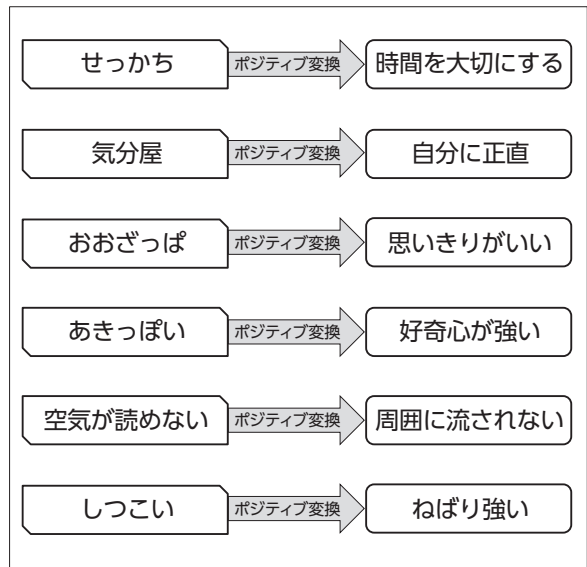 せっかち ポジティブ変換 時間を大切にする
気分屋 ポジティブ変換 自分に正直
おおざっぱ ポジティブ変換 思いきりがいい
あきっぽい ポジティブ変換 好奇心が強い
空気が読めない ポジティブ変換 周囲に流されない
しつこい ポジティブ変換 ねばり強い